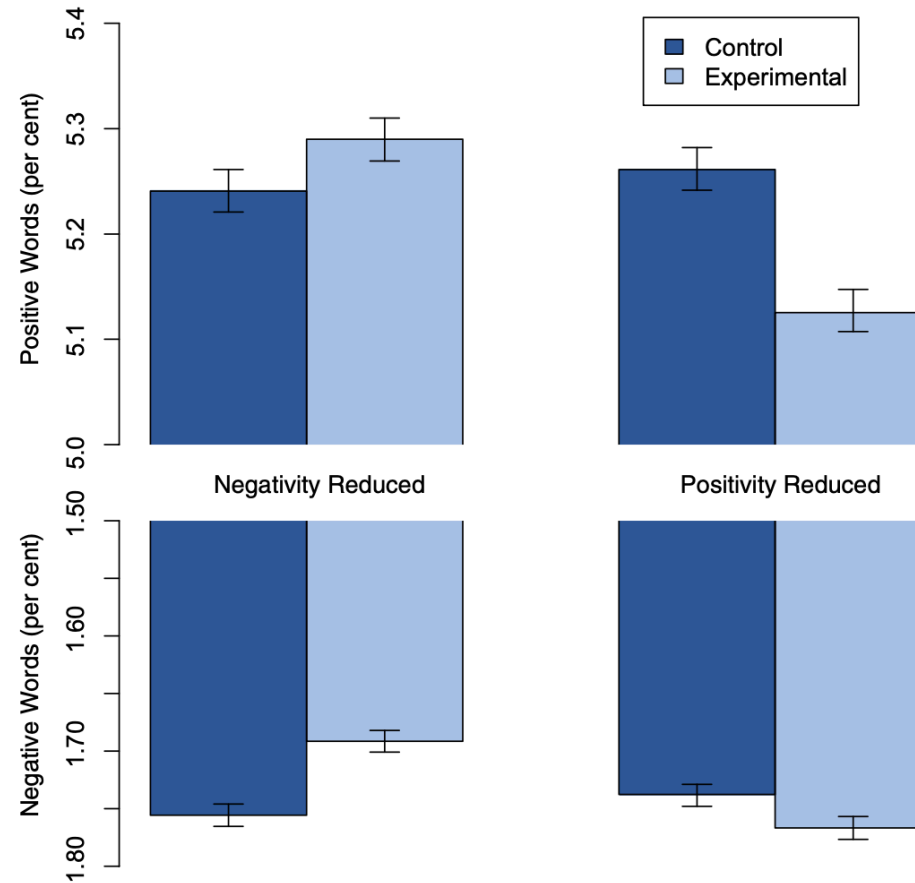 Control
Experimental
Positive Words (per cent)
5.4
5.3
5.2
5.1
5.0
Negativity Reduced
Positivity Reduced
Negative Words (per cent)
1.50
1.60
1.70
1.80